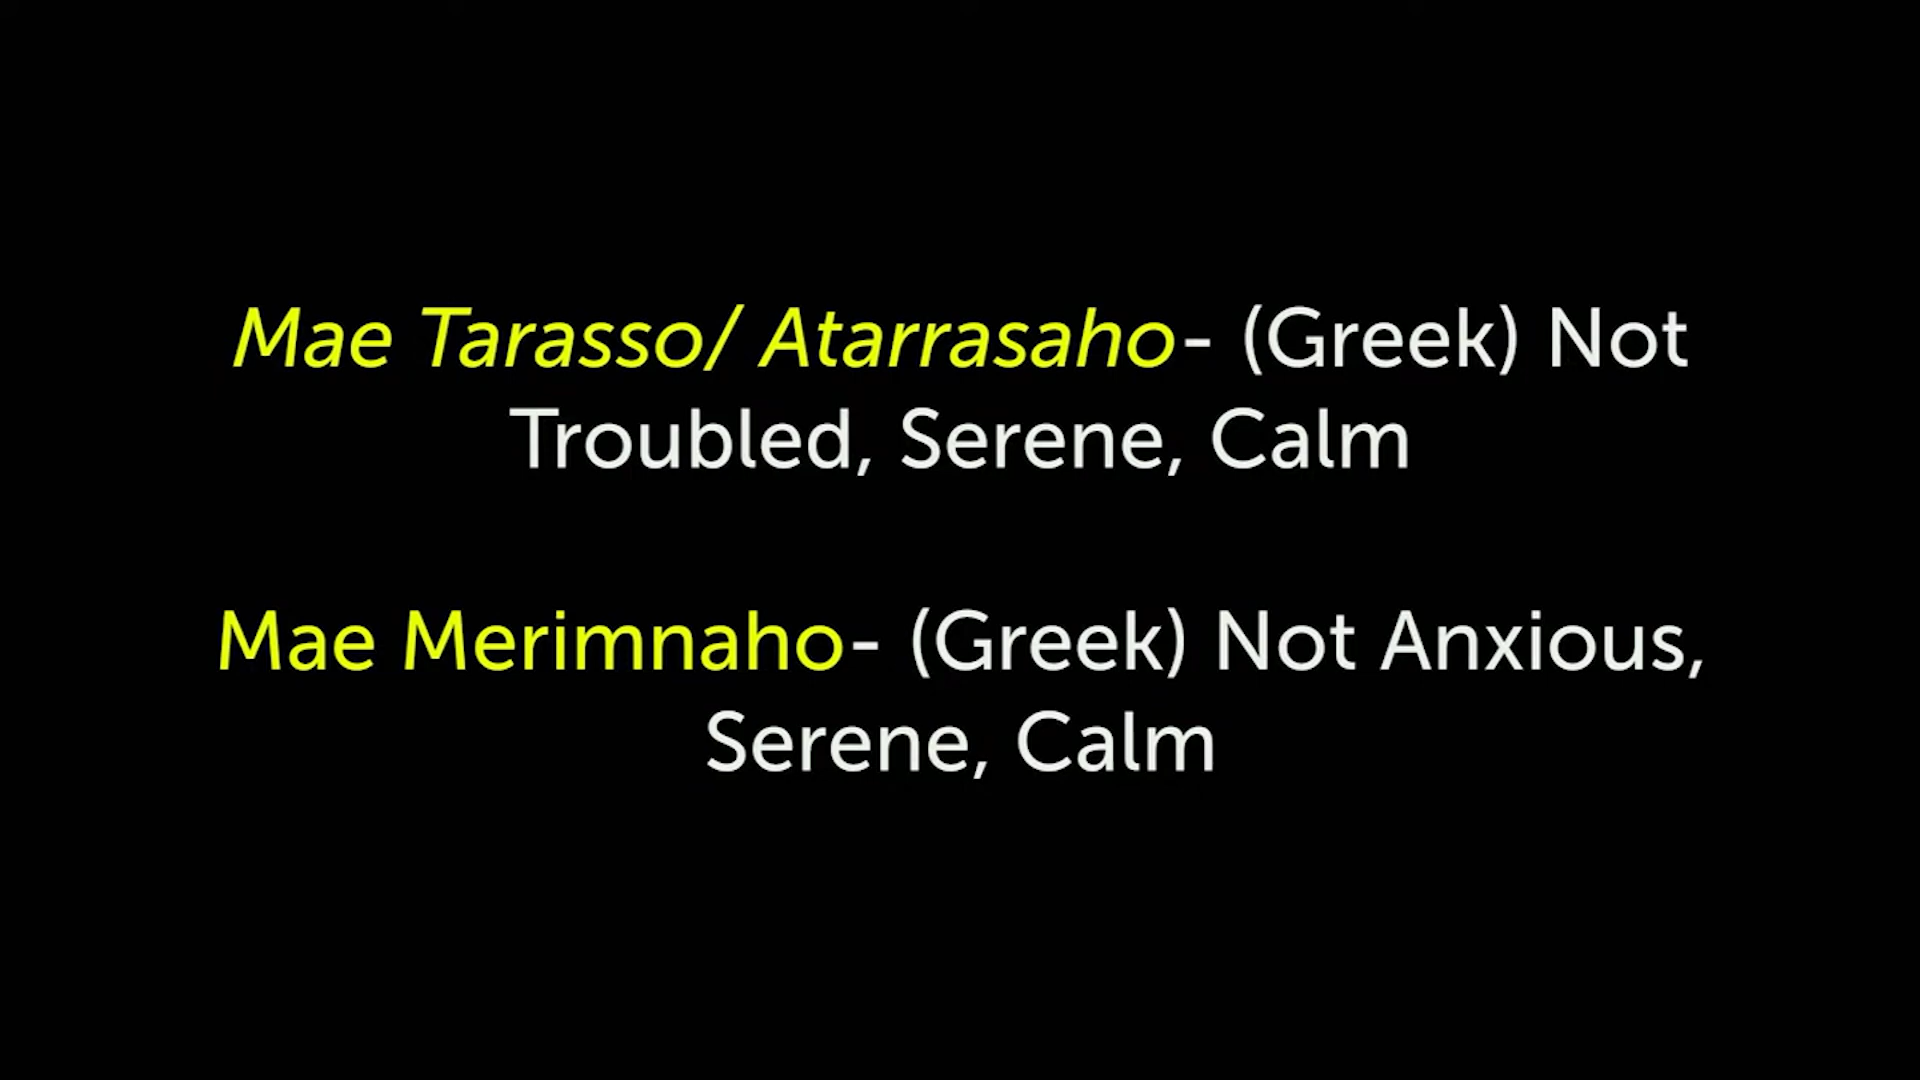 Mae Tarasso/ Atarrasaho- (Greek) Not
Troubled, Serene, Calm
Mae Merimnaho- (Greek) Not Anxious,
Serene, Calm